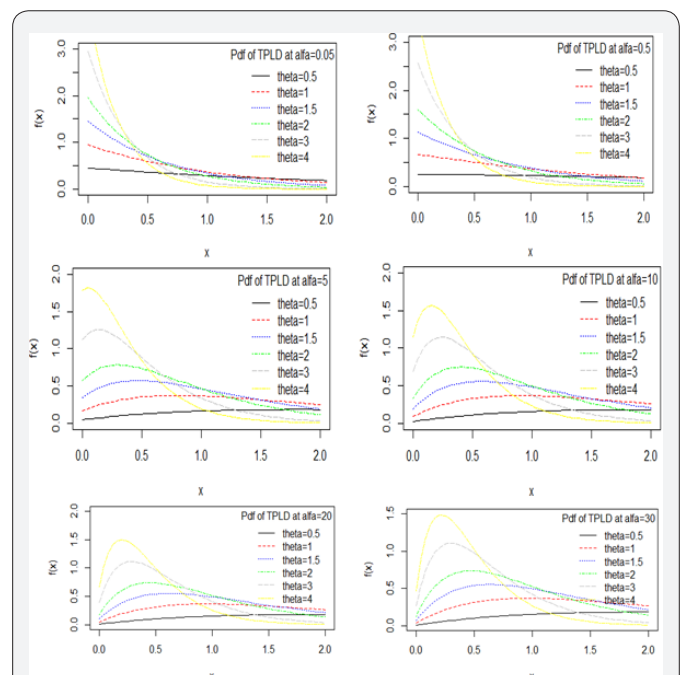 Pdf of TPLD at alfa=0.05
theta=0.5
theta=1
theta=1.5
theta=2
theta=3
theta=4
f(x)
0.0 1.0 2.0 3.0
0.0 0.5 1.0 1.5 2.0
x
Pdf of TPLD at alfa=0.5
theta=0.5
theta=1
theta=1.5
theta=2
theta=3
theta=4
f(x)
0.0 1.0 2.0 3.0
0.0 0.5 1.0 1.5 2.0
x
Pdf of TPLD at alfa=5
theta=0.5
theta=1
theta=1.5
theta=2
theta=3
theta=4
f(x)
0.0 0.5 1.0 1.5 2.0
0.0 0.5 1.0 1.5 2.0
x
Pdf of TPLD at alfa=10
theta=0.5
theta=1
theta=1.5
theta=2
theta=3
theta=4
f(x)
0.0 0.5 1.0 1.5 2.0
0.0 0.5 1.0 1.5 2.0
x
Pdf of TPLD at alfa=20
theta=0.5
theta=1
theta=1.5
theta=2
theta=3
theta=4
f(x)
0.0 0.5 1.0 1.5 2.0
0.0 0.5 1.0 1.5 2.0
Pdf of TPLD at alfa=30
theta=0.5
theta=1
theta=1.5
theta=2
theta=3
theta=4
f(x)
0.0 0.5 1.0 1.5
0.0 0.5 1.0 1.5 2.0